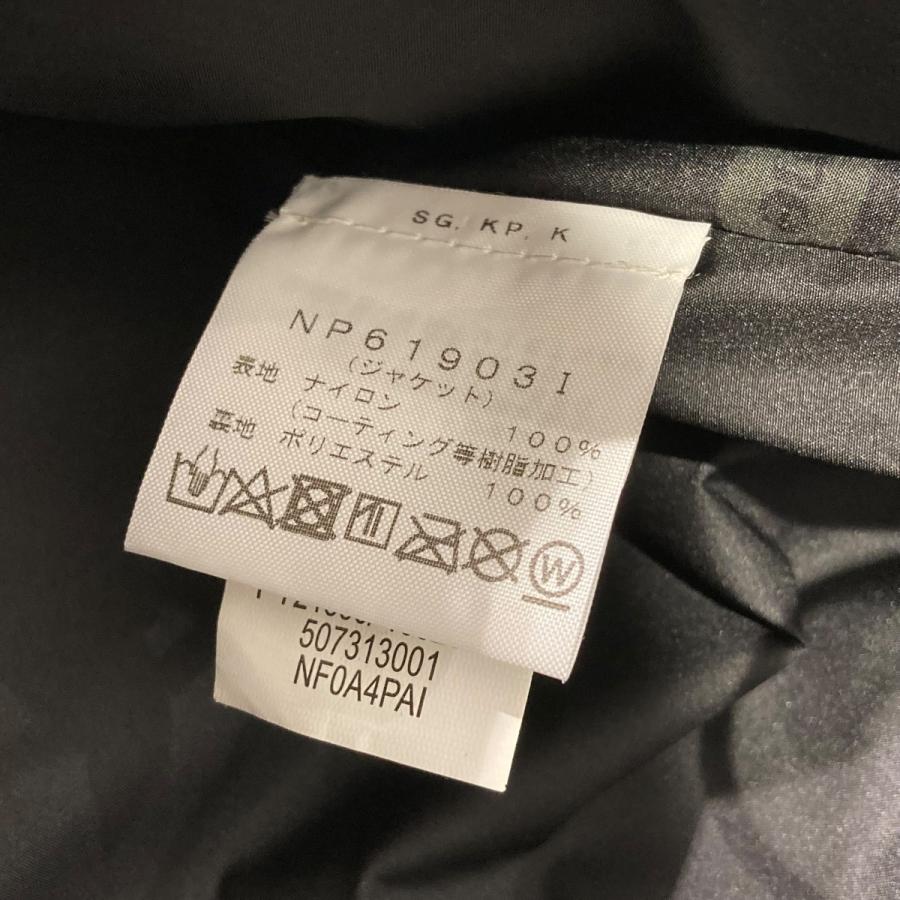 SG. KP. K
NP61903I
(ジャケット)
表地 ナイロン 100%
(コーティング等樹脂加工)
裏地 ポリエステル 100%
W
507313001
NF0A4PAI